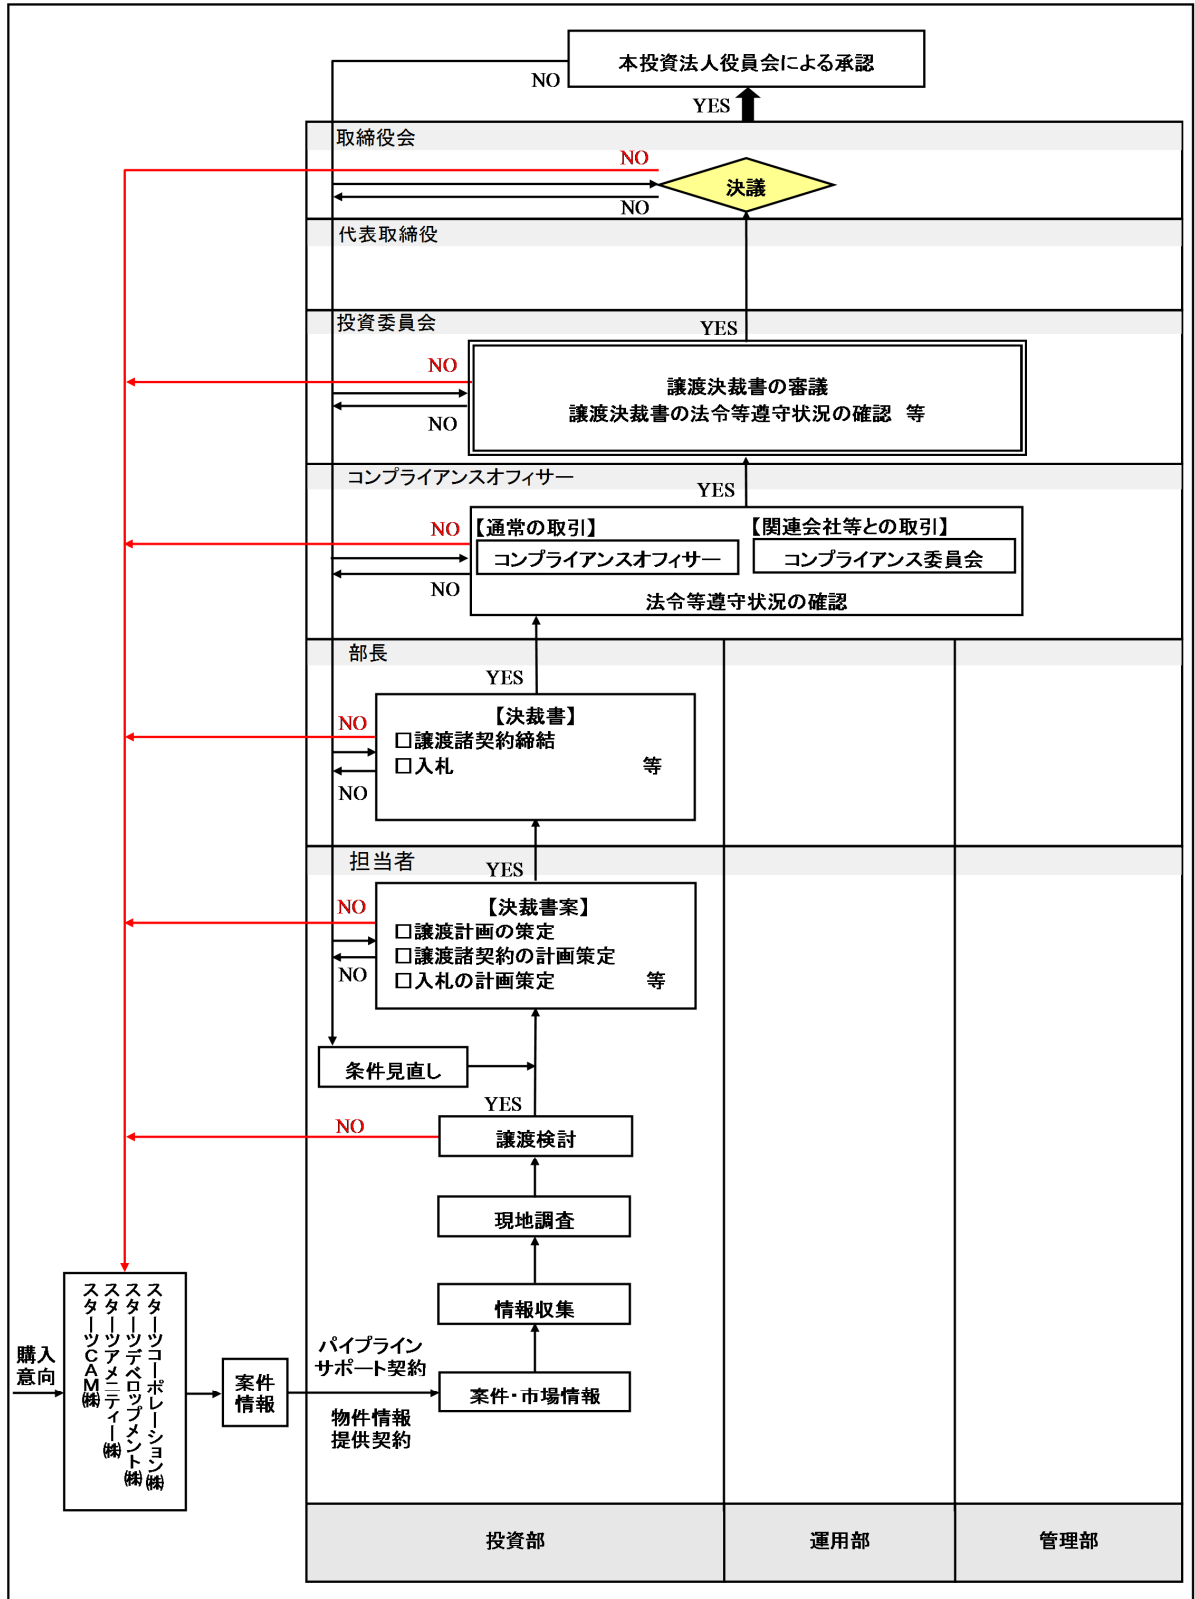 本投資法人役員会による承認
NO
YES
取締役会
NO
決議
NO
代表取締役
投資委員会
YES
NO
譲渡決裁書の審議
譲渡決裁書の法令等遵守状況の確認 等
NO
コンプライアンスオフィサー
YES
NO
【通常の取引】
【関連会社等との取引】
コンプライアンスオフィサー
コンプライアンス委員会
NO
法令等遵守状況の確認
部長
YES
NO
【決裁書】
□譲渡諸契約締結
□入札 等
NO
担当者
YES
NO
【決裁書案】
□譲渡計画の策定
□譲渡諸契約の計画策定
□入札の計画策定 等
NO
条件見直し
YES
NO
譲渡検討
現地調査
情報収集
購入
意向
スターツコーポレーション㈱
スターツデベロップメント㈱
スターツアメニティー㈱
スターツCAM㈱
案件
情報
パイプライン
サポート契約
物件情報
提供契約
案件・市場情報
投資部
運用部
管理部